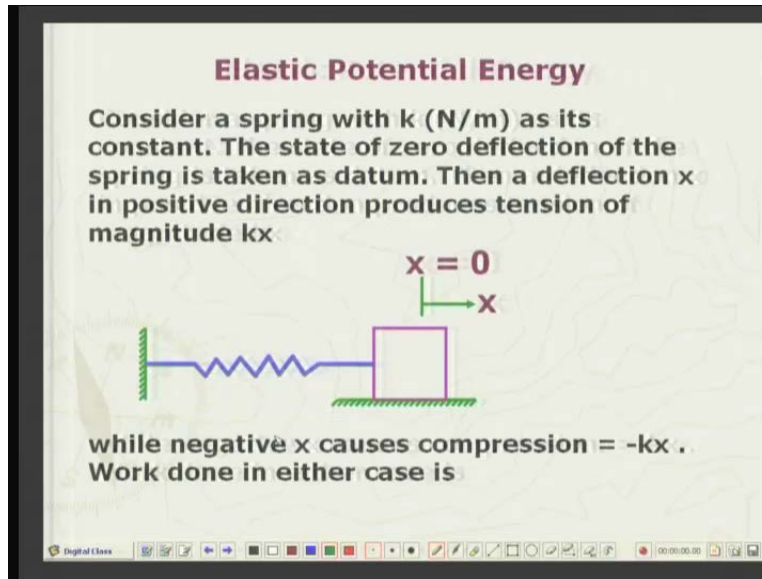 Elastic Potential Energy
Consider a spring with k (N/m) as its
constant. The state of zero deflection of the
spring is taken as datum. Then a deflection x
in positive direction produces tension of
magnitude kx
x = 0
x
while negative x causes compression = -kx .
Work done in either case is
Digital Class
00:00:00.00